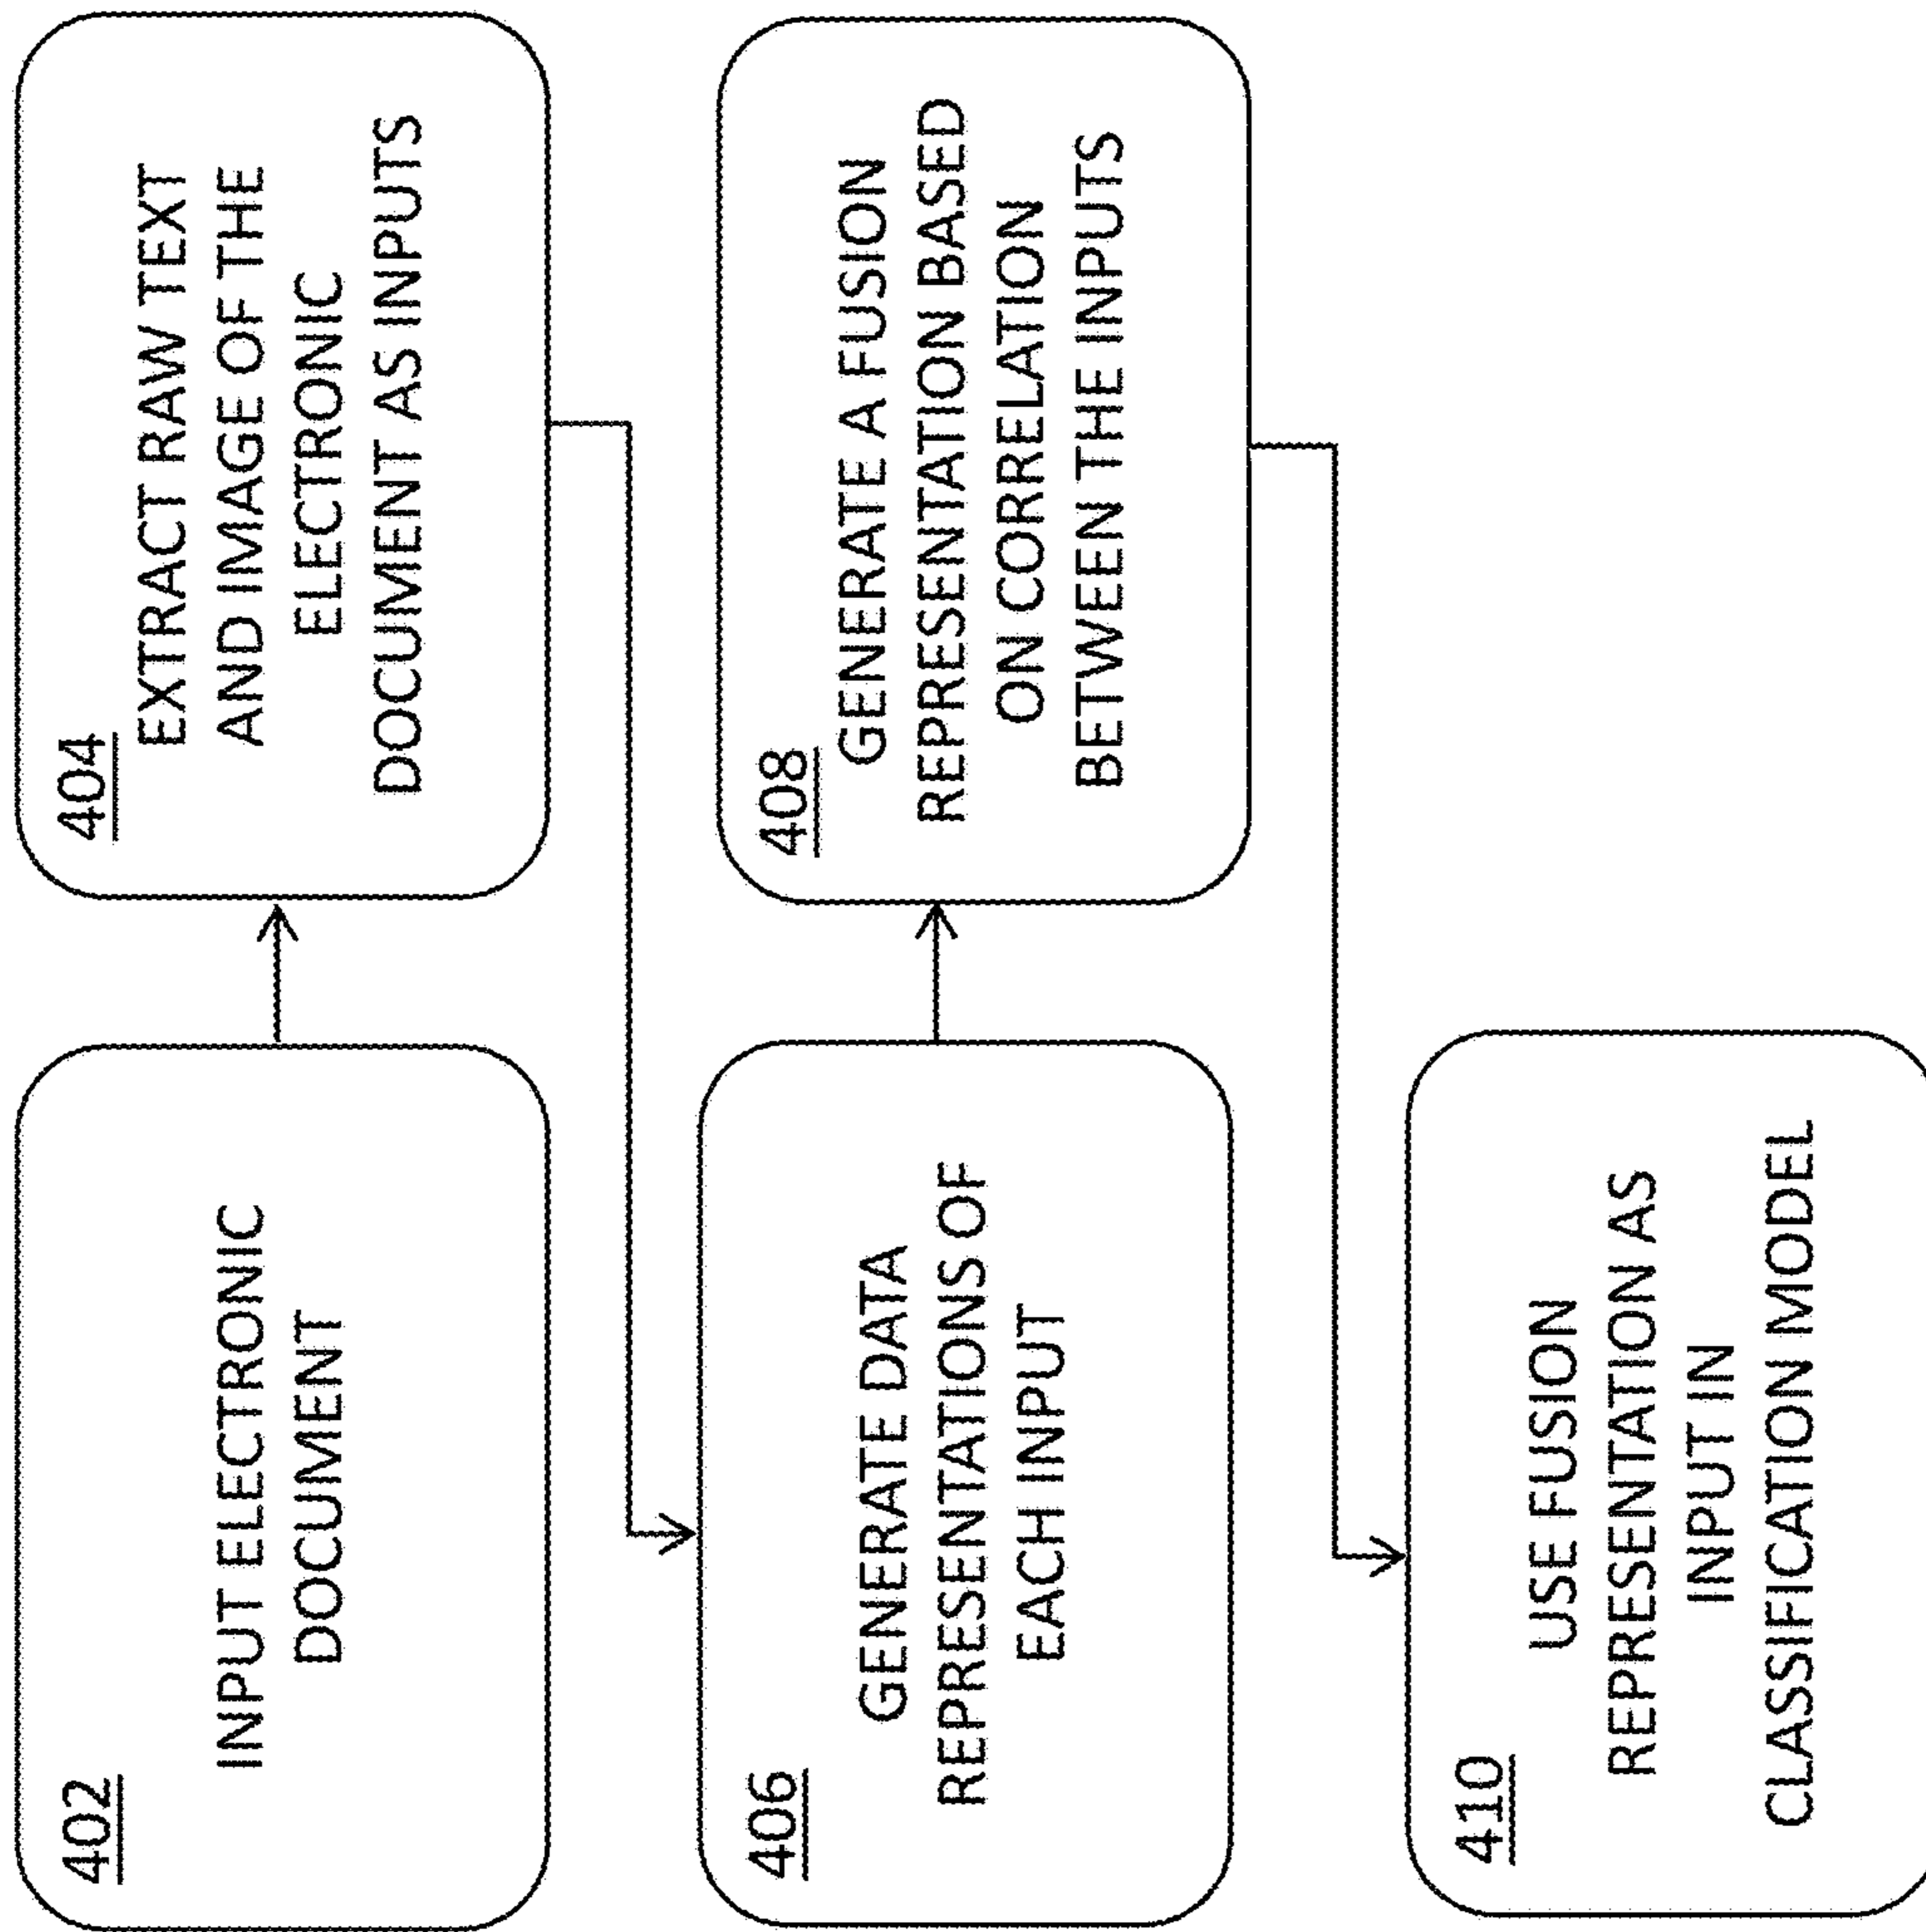 402
INPUT ELECTRONIC
DOCUMENT
404
EXTRACT RAW TEXT
AND IMAGE OF THE
ELECTRONIC
DOCUMENT AS INPUTS
406
GENERATE DATA
REPRESENTATIONS OF
EACH INPUT
408
GENERATE A FUSION
REPRESENTATION BASED
ON CORRELATION
BETWEEN THE INPUTS
410
USE FUSION
REPRESENTATION AS
INPUT IN
CLASSIFICATION MODEL